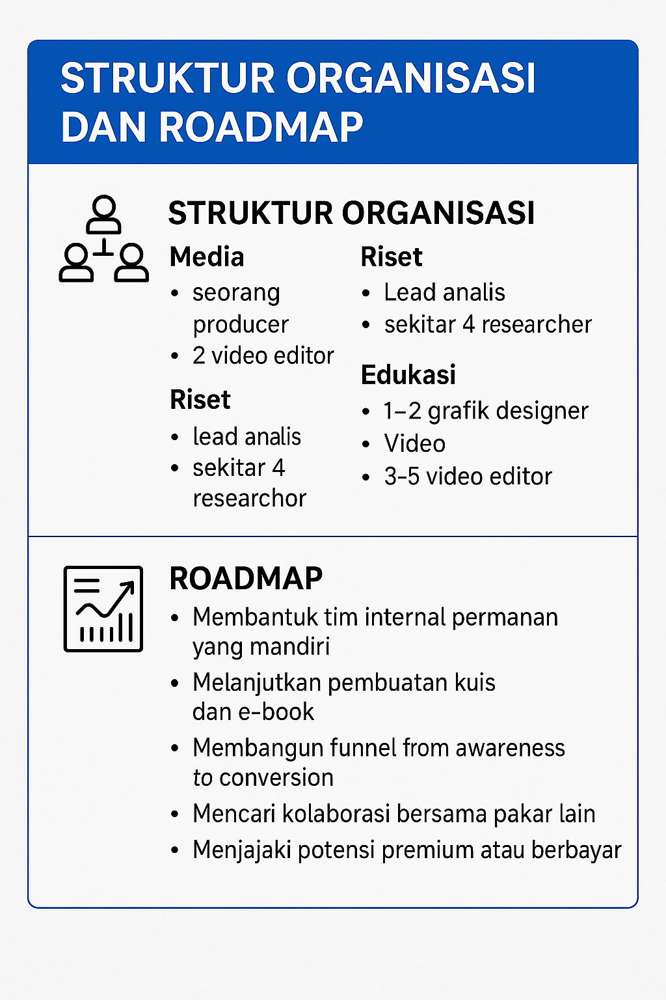 STRUKTUR ORGANISASI
DAN ROADMAP
STRUKTUR ORGANISASI
Media
• seorang
producer
• 2 video editor
Riset
• lead analis
• sekitar 4
researchor
Riset
• Lead analis
• sekitar 4 researcher
Edukasi
• 1–2 grafik designer
• Video
• 3-5 video editor
ROADMAP
• Membantuk tim internal permanan
yang mandiri
• Melanjutkan pembuatan kuis
dan e-book
• Membangun funnel from awareness
to conversion
• Mencari kolaborasi bersama pakar lain
• Menjajaki potensi premium atau berbayar